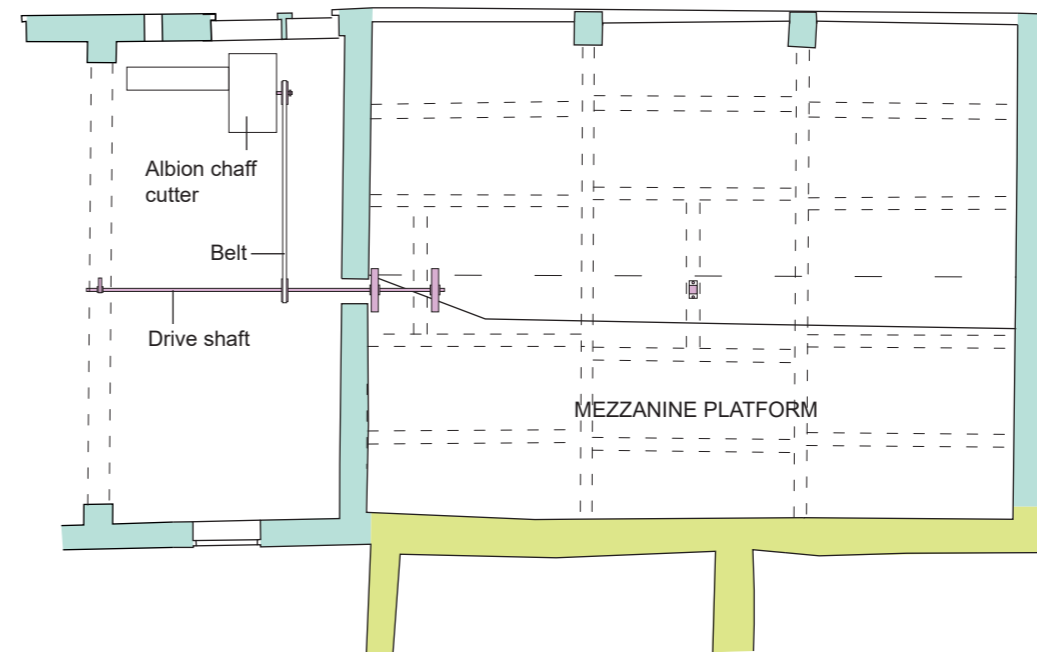 Albion chaff
cutter
Belt
Drive shaft
MEZZANINE PLATFORM